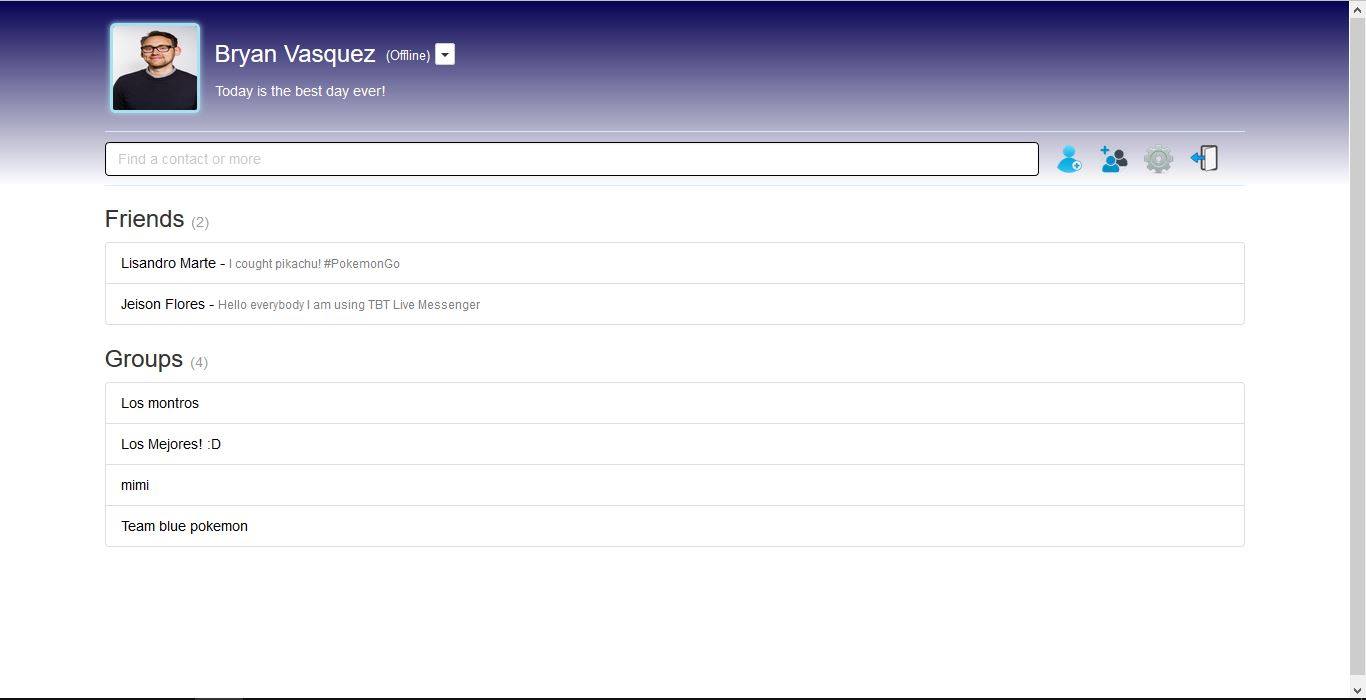 Bryan Vasquez (Offline)
Today is the best day ever!
Find a contact or more
Friends (2)
Lisandro Marte - I cought pikachu! #PokemonGo
Jeison Flores - Hello everybody I am using TBT Live Messenger
Groups (4)
Los montros
Los Mejores! :D
mimi
Team blue pokemon